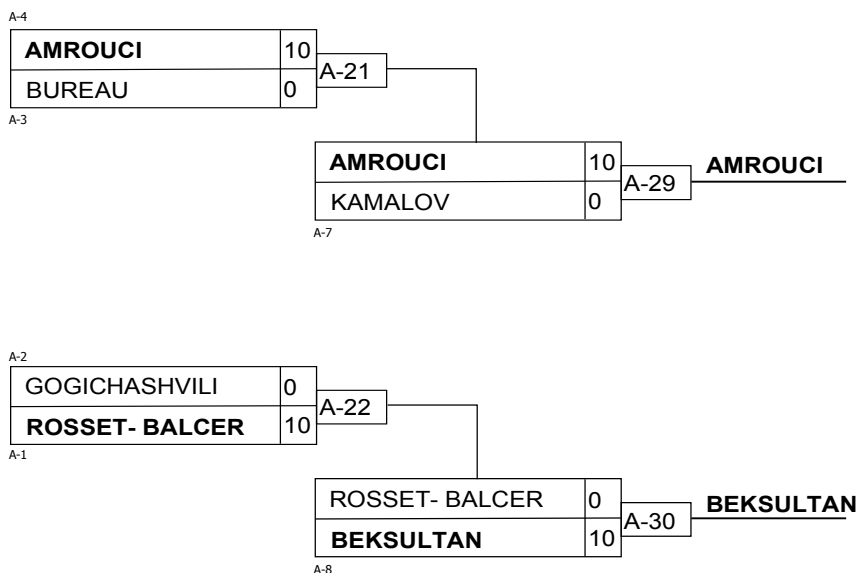 A-4
AMROUCI 10
A-21
BUREAU 0
A-3
AMROUCI 10
A-29
AMROUCI
KAMALOV 0
A-7
A-2
GOGICHASHVILI 0
A-22
ROSSET- BALCER 10
A-1
ROSSET- BALCER 0
A-30
BEKSULTAN
BEKSULTAN 10
A-8